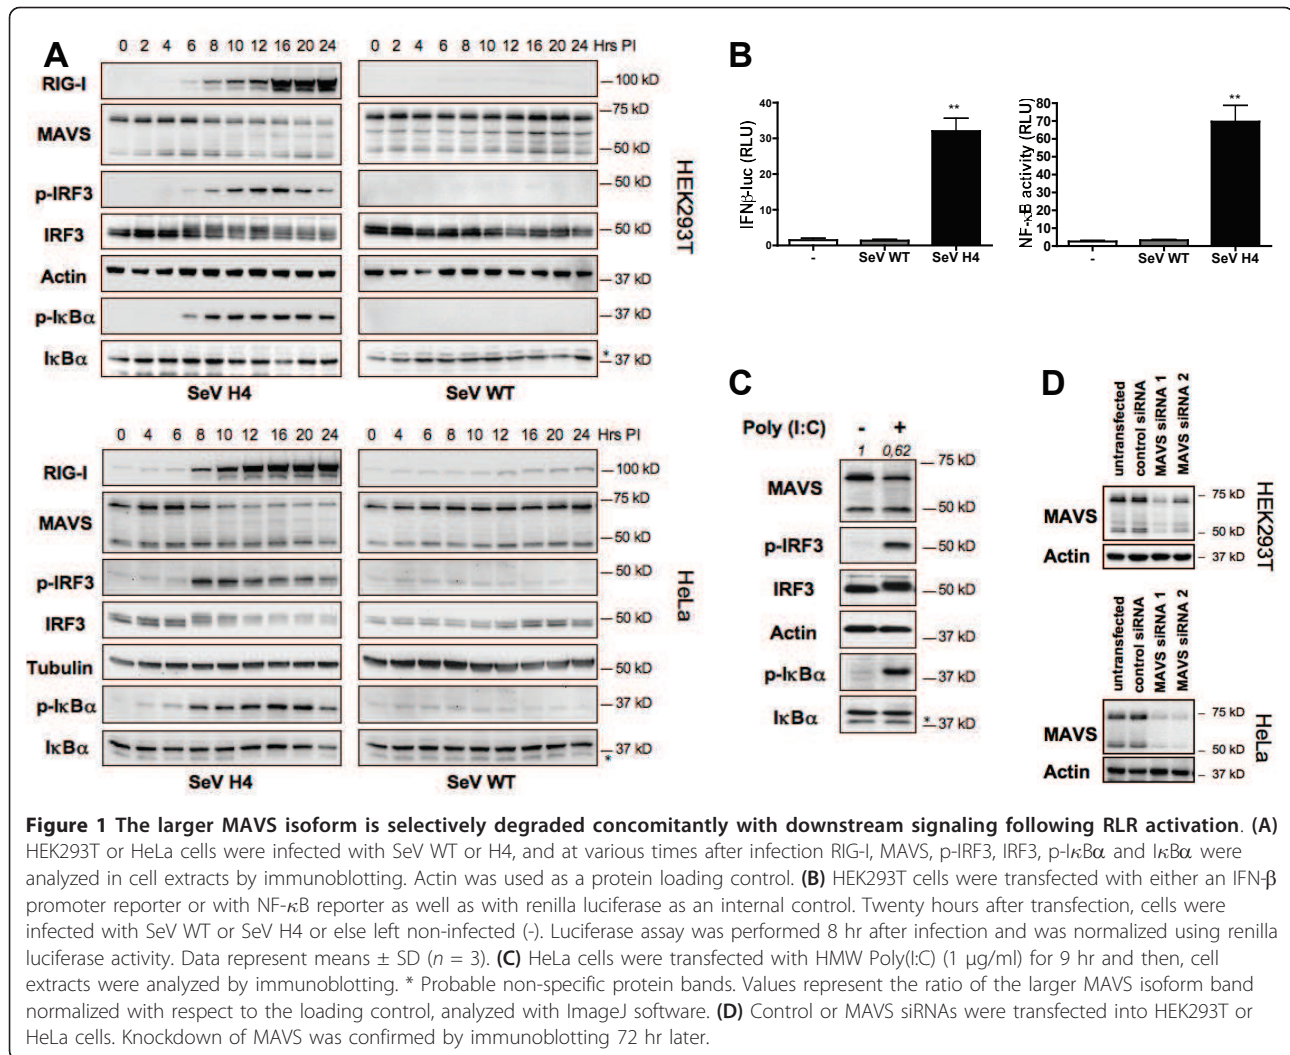 A
0 2 4 6 8 10 12 16 20 24
0 2 4 6 8 10 12 16 20 24 Hrs PI
RIG-I
100 kD
MAVS
75 kD
50 kD
p-IRF3
50 kD
IRF3
50 kD
Actin
37 kD
p-IκBα
37 kD
IκBα
*
37 kD
SeV H4
SeV WT
HEK293T
0 4 6 8 10 12 16 20 24
0 4 6 8 10 12 16 20 24 Hrs PI
RIG-I
100 kD
MAVS
75 kD
50 kD
p-IRF3
50 kD
IRF3
50 kD
Tubulin
50 kD
p-IκBα
37 kD
IκBα
37 kD
*
SeV H4
SeV WT
HeLa
B
IFNβ-luc (RLU)
40
30
20
10
0
**
- SeV WT SeV H4
NF-κB activity (RLU)
80
70
60
50
40
30
20
10
0
**
- SeV WT SeV H4
C
Poly (I:C) - +
1 0,62
MAVS
75 kD
50 kD
p-IRF3
50 kD
IRF3
50 kD
Actin
37 kD
p-IκBα
37 kD
IκBα
*
37 kD
D
untransfected
control siRNA
MAVS siRNA 1
MAVS siRNA 2
MAVS
75 kD
50 kD
Actin
37 kD
HEK293T
untransfected
control siRNA
MAVS siRNA 1
MAVS siRNA 2
MAVS
75 kD
50 kD
Actin
37 kD
HeLa
Figure 1 The larger MAVS isoform is selectively degraded concomitantly with downstream signaling following RLR activation. (A)
HEK293T or HeLa cells were infected with SeV WT or H4, and at various times after infection RIG-I, MAVS, p-IRF3, IRF3, p-IκBα and IκBα were
analyzed in cell extracts by immunoblotting. Actin was used as a protein loading control. (B) HEK293T cells were transfected with either an IFN-β
promoter reporter or with NF-κB reporter as well as with renilla luciferase as an internal control. Twenty hours after transfection, cells were
infected with SeV WT or SeV H4 or else left non-infected (-). Luciferase assay was performed 8 hr after infection and was normalized using renilla
luciferase activity. Data represent means ± SD (n = 3). (C) HeLa cells were transfected with HMW Poly(I:C) (1 μg/ml) for 9 hr and then, cell
extracts were analyzed by immunoblotting. * Probable non-specific protein bands. Values represent the ratio of the larger MAVS isoform band
normalized with respect to the loading control, analyzed with ImageJ software. (D) Control or MAVS siRNAs were transfected into HEK293T or
HeLa cells. Knockdown of MAVS was confirmed by immunoblotting 72 hr later.